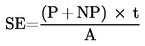 SE=(P+NP) × t / A